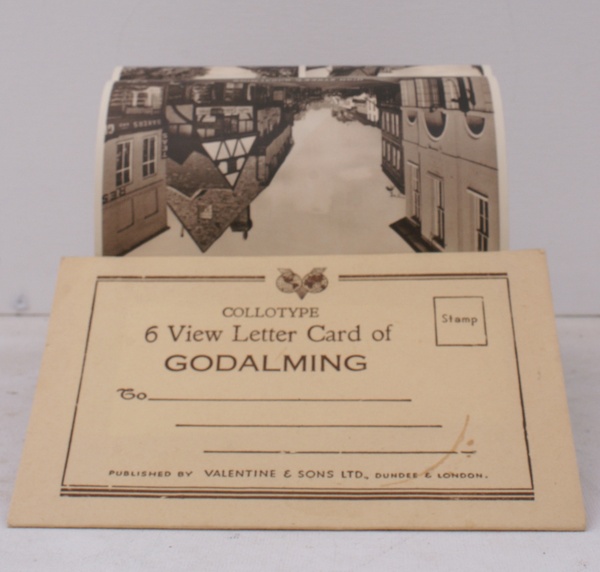 COLLOTYPE
6 View Letter Card of
GODALMING
Stamp
To
PUBLISHED BY VALENTINE & SONS LTD., DUNDEE & LONDON.